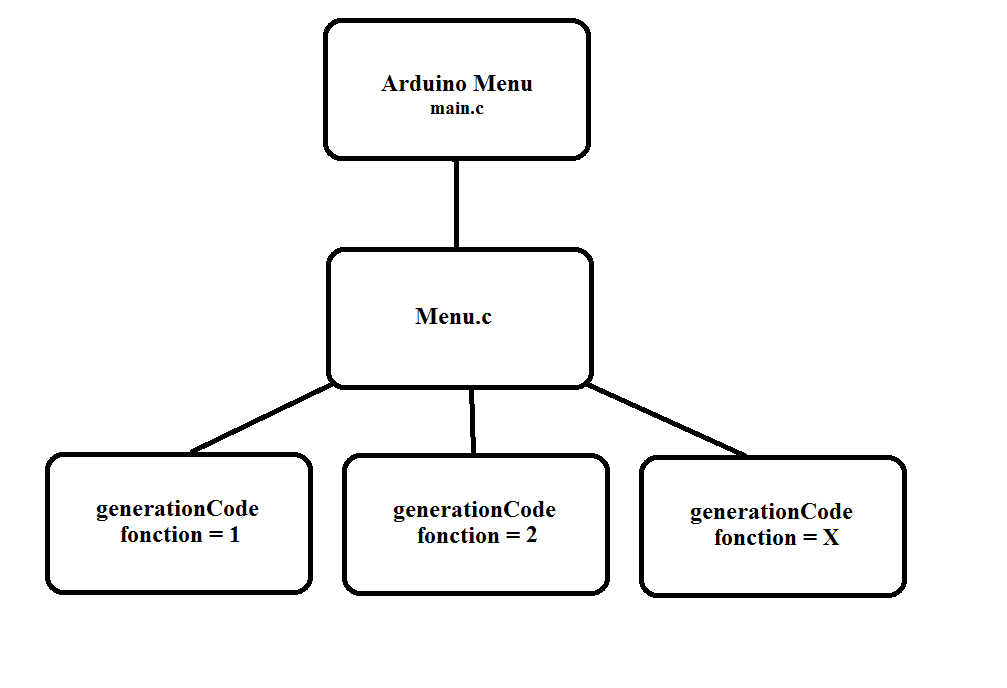 Arduino Menu
main.c
Menu.c
generationCode
fonction = 1
generationCode
fonction = 2
generationCode
fonction = X